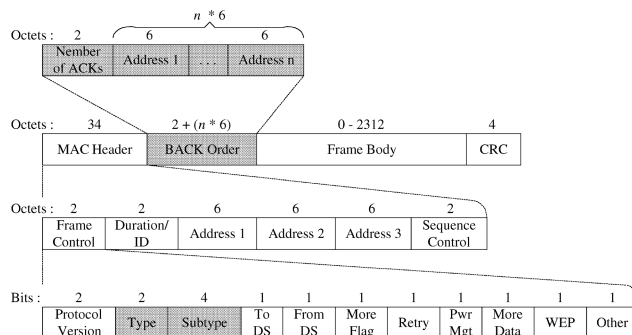 n * 6
Octets : 2 6 6
Nember of ACKs Address 1 . . . Address n
Octets : 34 2 + (n * 6) 0 - 2312 4
MAC Header BACK Order Frame Body CRC
Octets : 2 2 6 6 6 2
Frame Control Duration/ ID Address 1 Address 2 Address 3 Sequence Control
Bits : 2 2 4 1 1 1 1 1 1 1 1
Protocol Version Type Subtype To DS From DS More Flag Retry Pwr Mgt More Data WEP Other